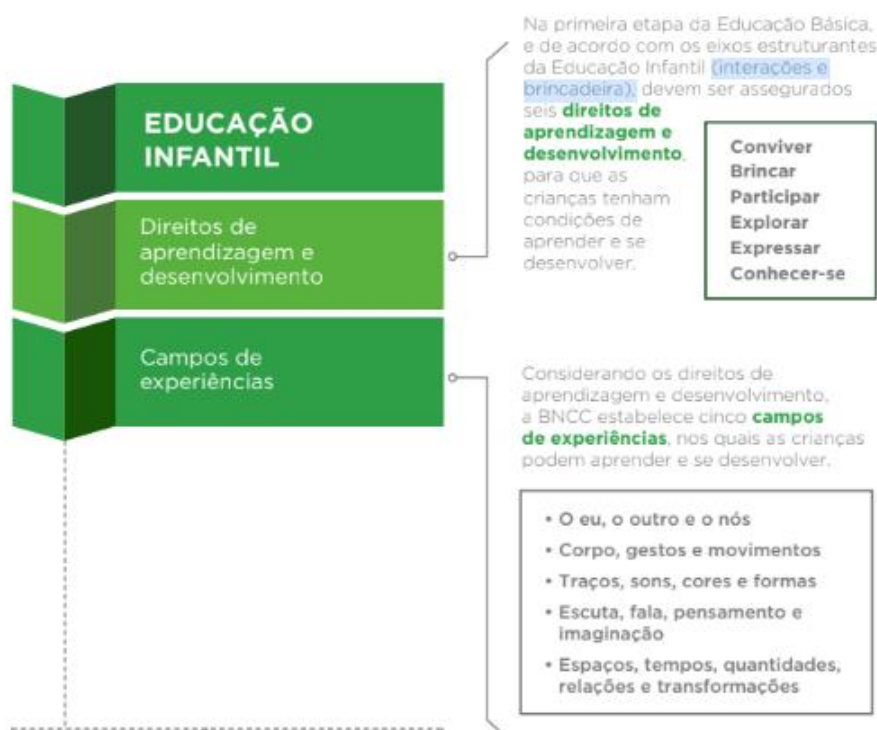 EDUCAÇÃO
INFANTIL
Direitos de
aprendizagem e
desenvolvimento
Na primeira etapa da Educação Básica,
e de acordo com os eixos estruturantes
da Educação Infantil (interações e
brincadeira), devem ser assegurados
seis direitos de
aprendizagem e
desenvolvimento,
para que as
crianças tenham
condições de
aprender e se
desenvolver.
Conviver
Brincar
Participar
Explorar
Expressar
Conhecer-se
Campos de
experiências
Considerando os direitos de
aprendizagem e desenvolvimento,
a BNCC estabelece cinco campos
de experiências, nos quais as crianças
podem aprender e se desenvolver.
• O eu, o outro e o nós
• Corpo, gestos e movimentos
• Traços, sons, cores e formas
• Escuta, fala, pensamento e
imaginação
• Espaços, tempos, quantidades,
relações e transformações